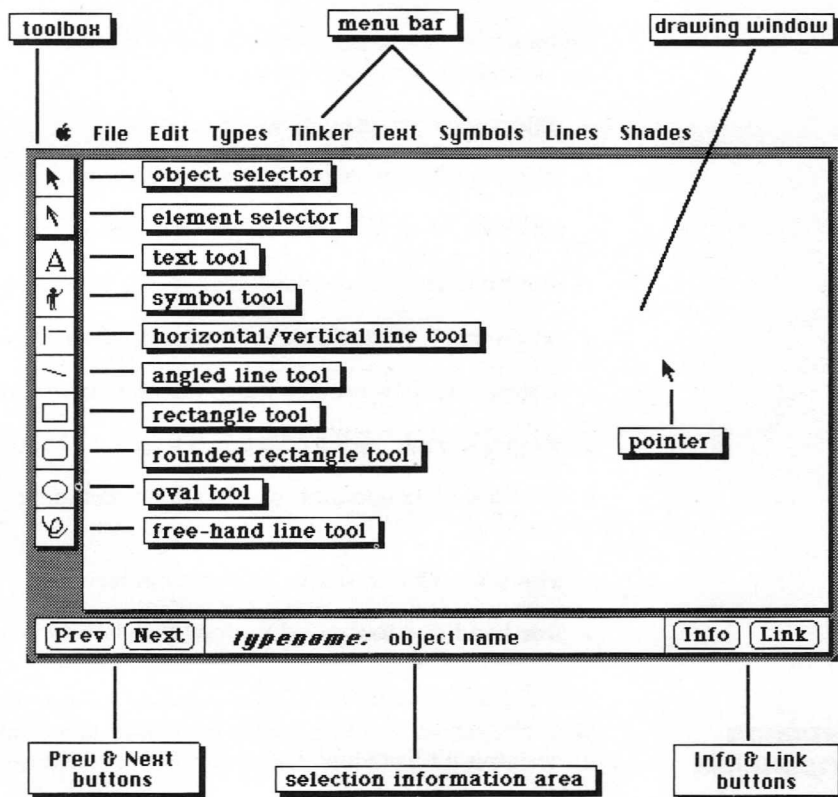 toolbox
menu bar
drawing window
File Edit Types Tinker Text Symbols Lines Shades
object selector
element selector
A text tool
symbol tool
horizontal/vertical line tool
angled line tool
rectangle tool
pointer
rounded rectangle tool
oval tool
free-hand line tool
Prev Next typename: object name Info Link
Prev & Next
buttons
selection information area
Info & Link
buttons